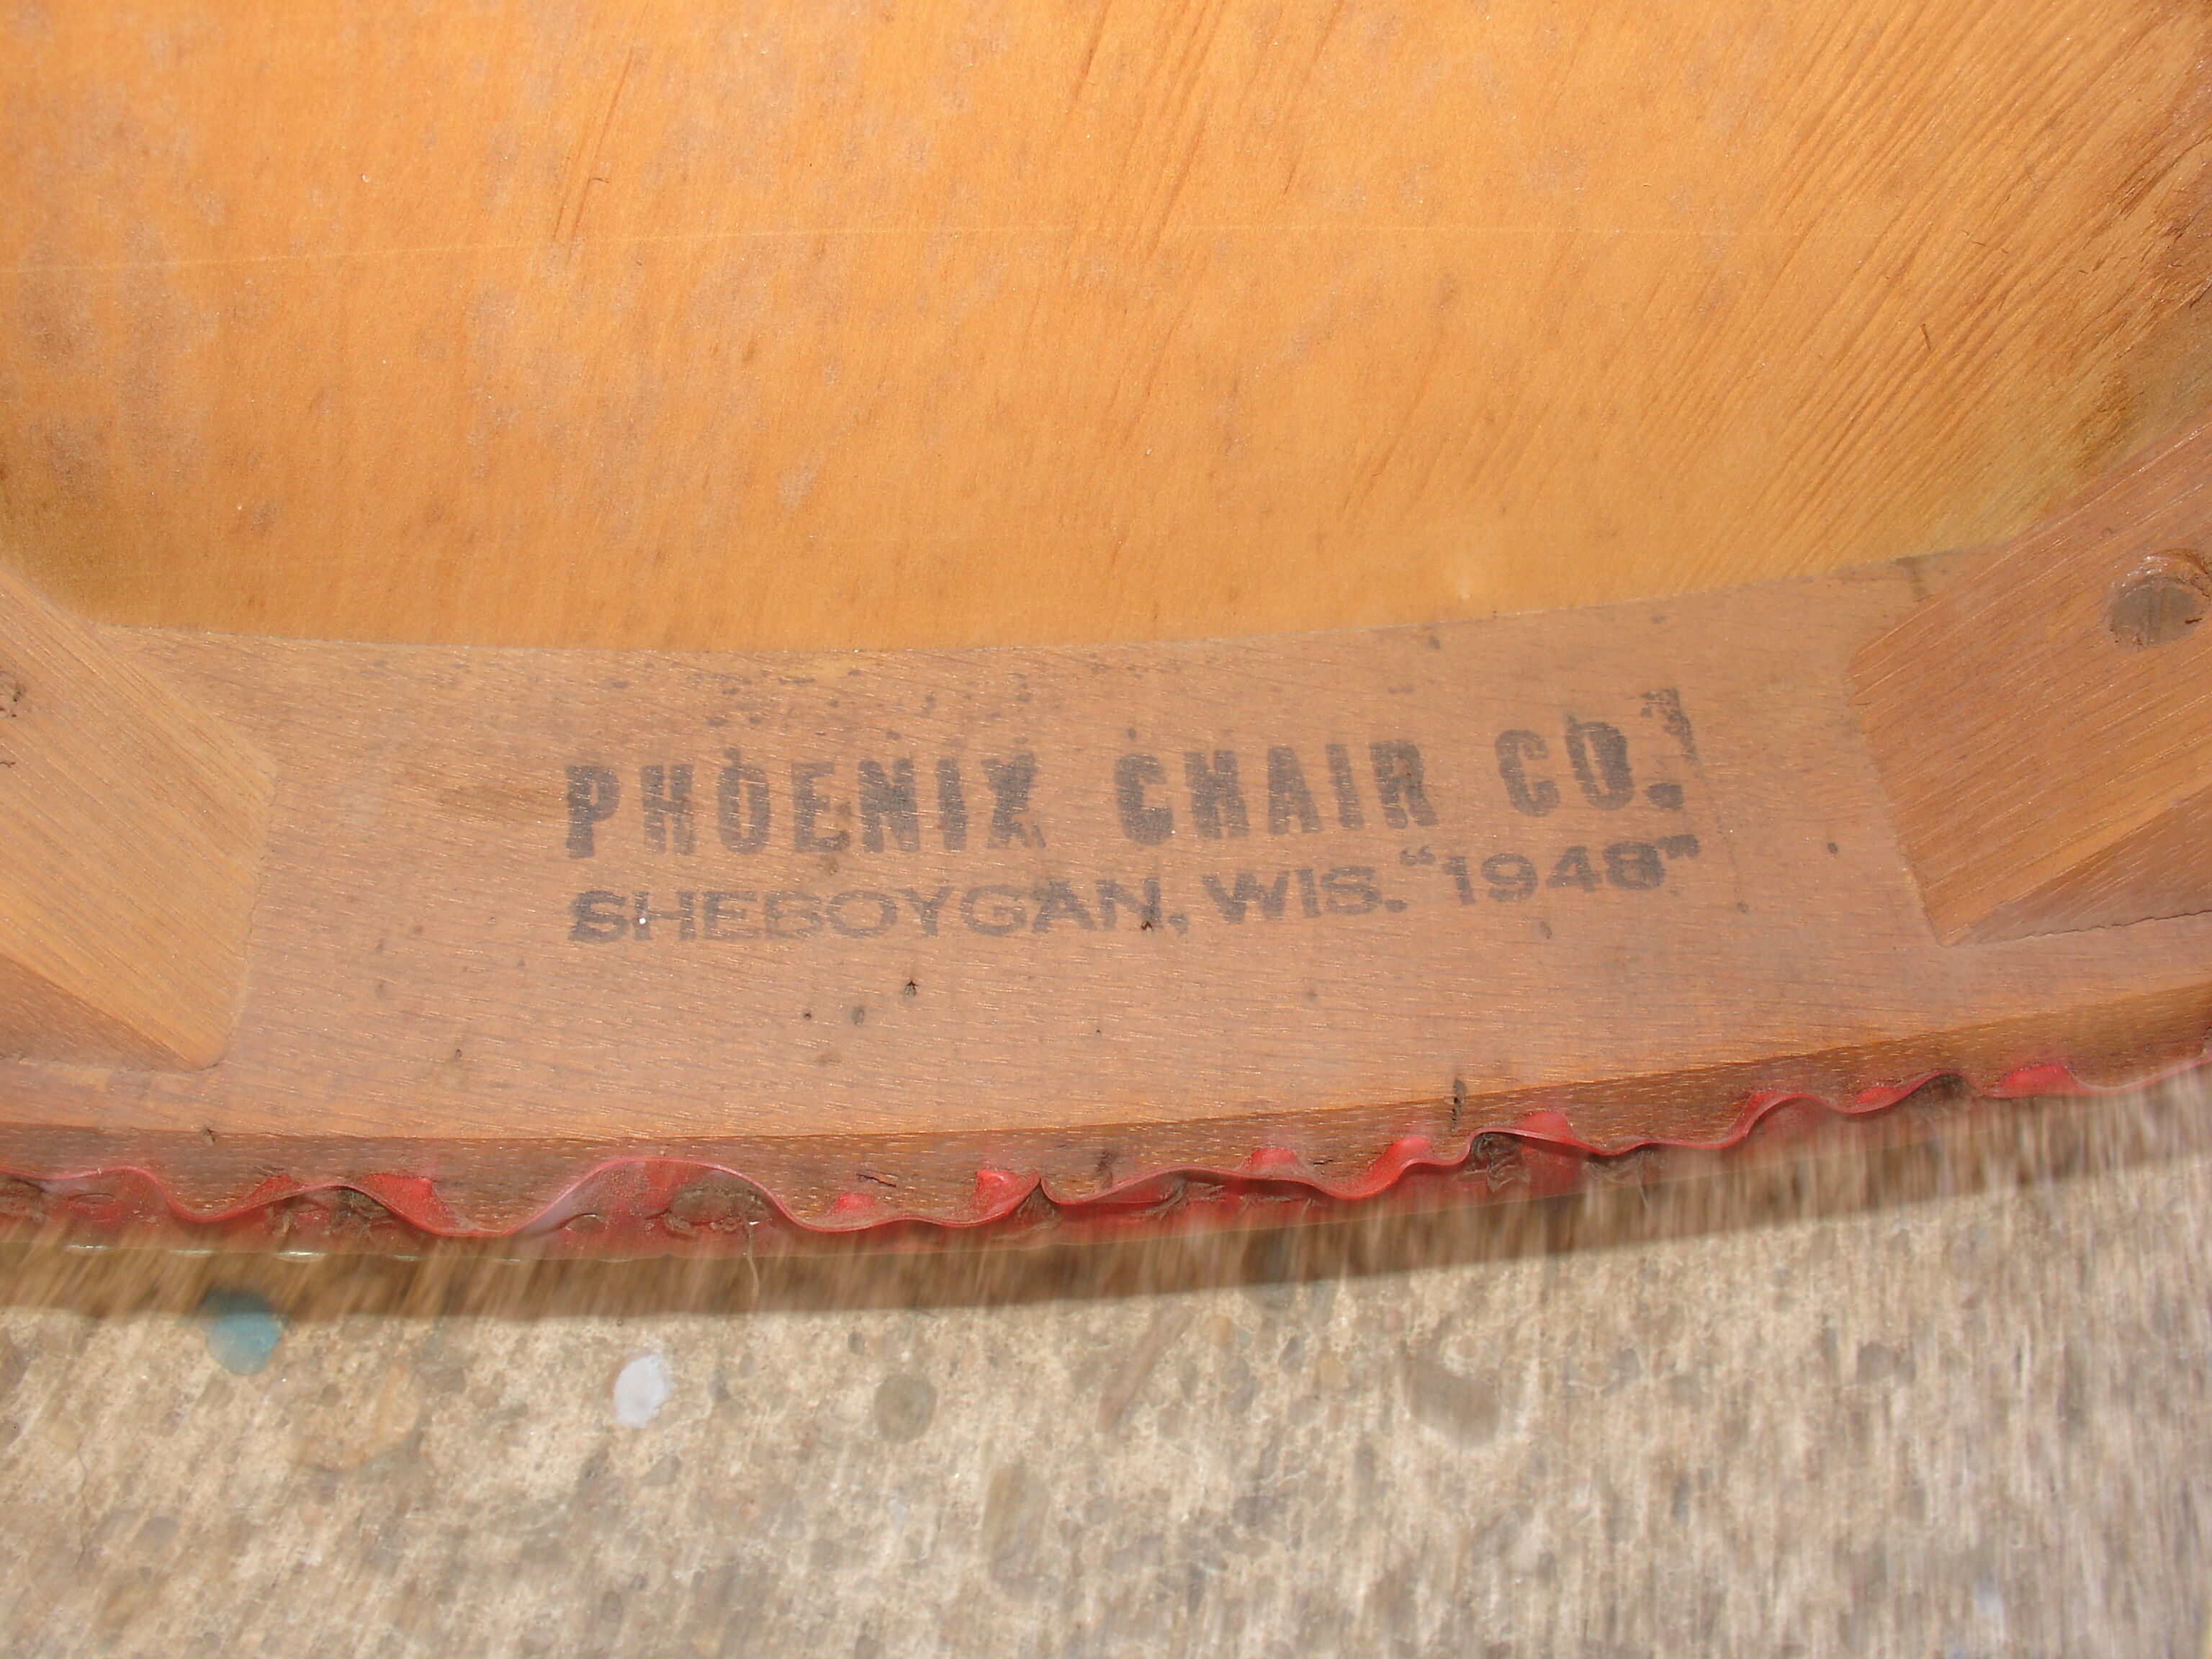 PHOENIX CHAIR CO.
SHEBOYGAN, WIS. "1948"